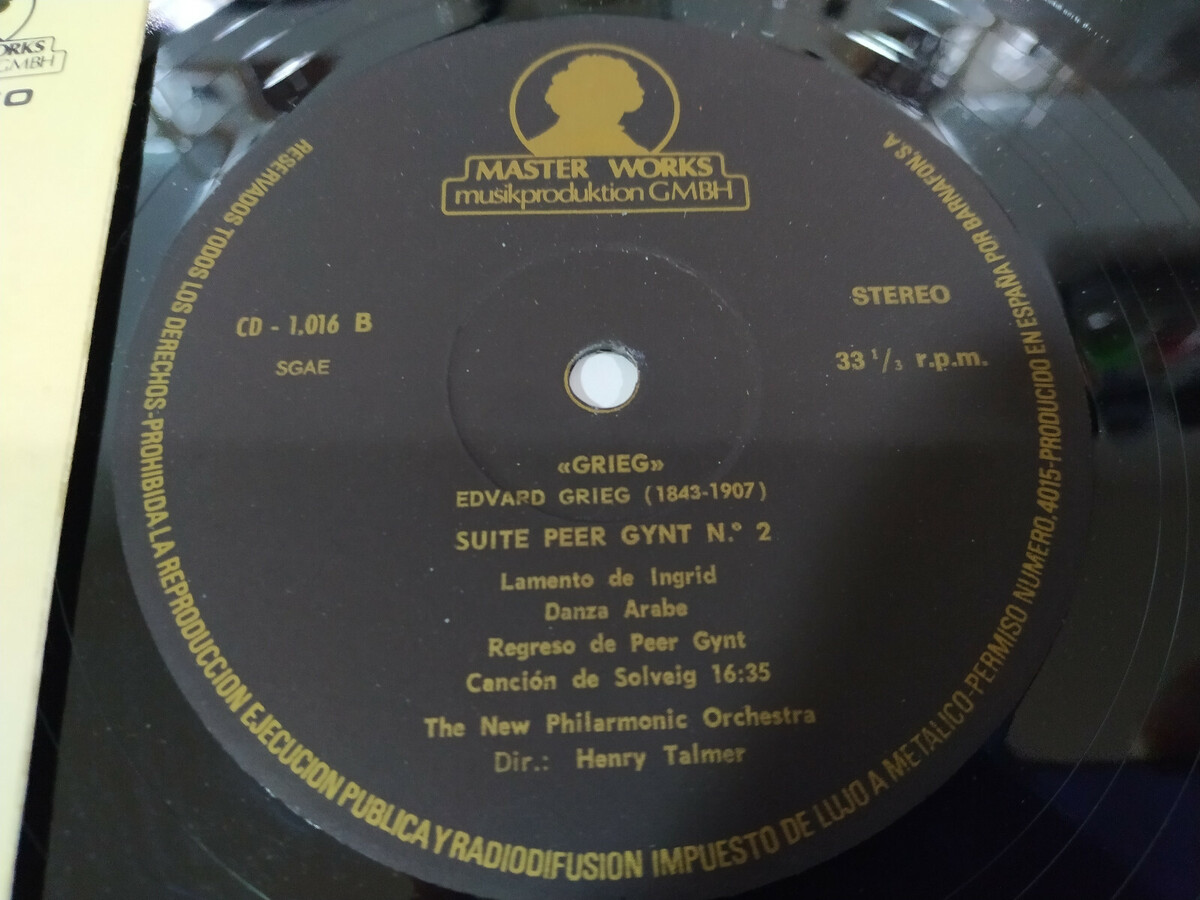 ORKS
GMBH
MASTER WORKS
musikproduktion GMBH
CD - 1.016 B
SGAE
STEREO
33 1/3 r.p.m.
«GRIEG»
EDVARD GRIEG (1843-1907)
SUITE PEER GYNT N.º 2
Lamento de Ingrid
Danza Arabe
Regreso de Peer Gynt
Canción de Solveig 16:35
The New Philarmonic Orchestra
Dir.: Henry Talmer
RESERVADOS TODOS LOS DERECHOS-PROHIBIDA LA REPRODUCCION EJECUCION PUBLICA Y RADIODIFUSION IMPUESTO DE LUJO A METALICO-PERMISO NUMERO, 4015-PRODUCIDO EN ESPAÑA POR BARNAFON, S.A.